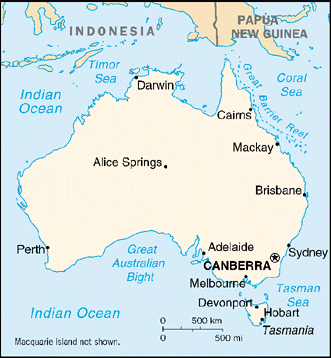 INDONESIA
PAPUA
NEW GUINEA
Timor
Sea
Coral
Sea
Indian
Ocean
Darwin
Great Barrier Reef
Cairns
Mackay
Alice Springs
Brisbane
Perth
Great
Australian
Bight
Adelaide
Sydney
CANBERRA
Melbourne
Tasman
Sea
Devonport
Hobart
Tasmania
Indian Ocean
0 500 km
0 500 mi
Macquarie Island not shown.